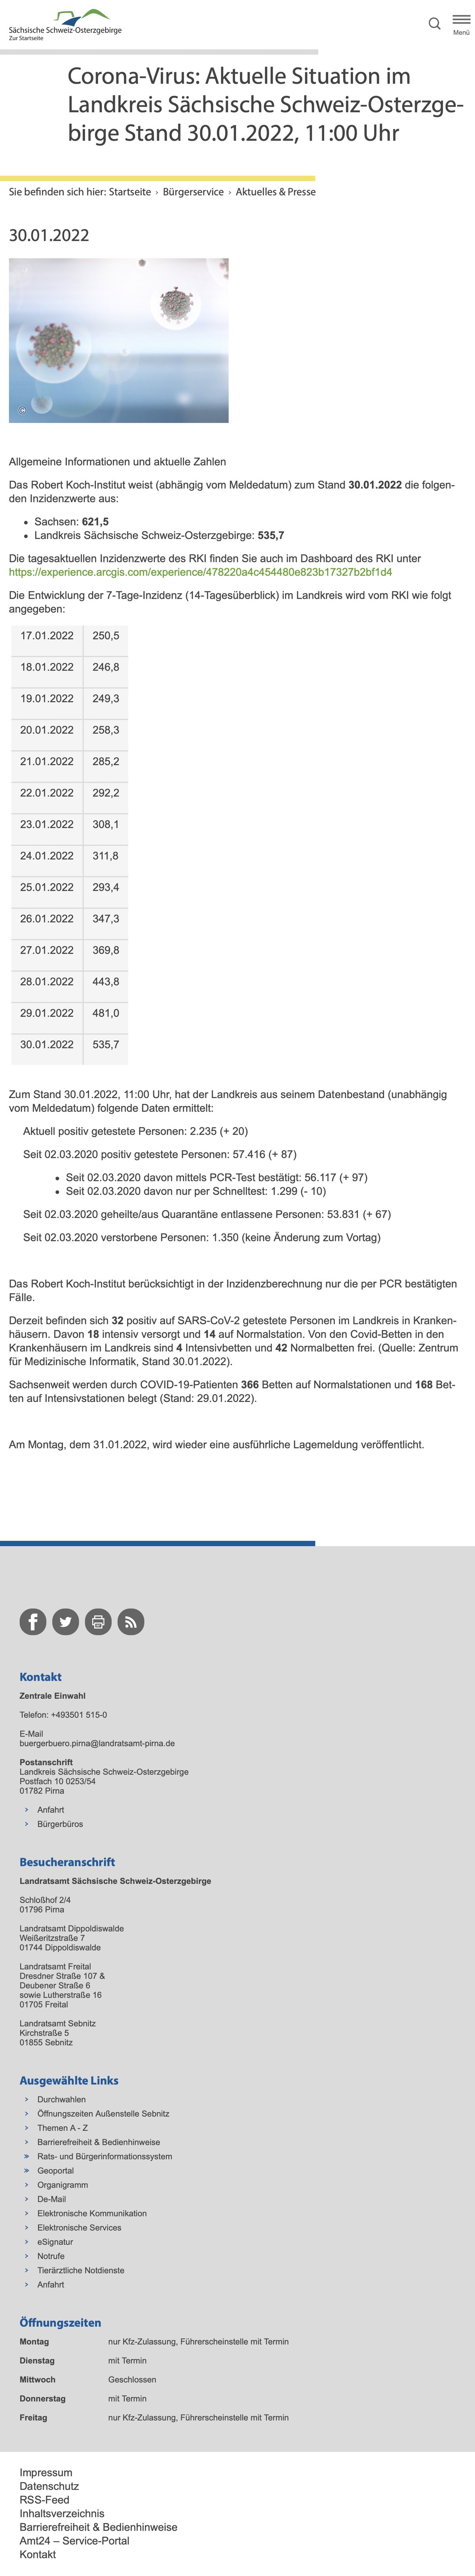 Sächsische Schweiz-Osterzgebirge
Zur Startseite
Menü
Corona-Virus: Aktuelle Situation im
Landkreis Sächsische Schweiz-Osterzge-
birge Stand 30.01.2022, 11:00 Uhr
Sie befinden sich hier: Startseite › Bürgerservice › Aktuelles & Presse
30.01.2022
Allgemeine Informationen und aktuelle Zahlen
Das Robert Koch-Institut weist (abhängig vom Meldedatum) zum Stand 30.01.2022 die folgen-
den Inzidenzwerte aus:
• Sachsen: 621,5
• Landkreis Sächsische Schweiz-Osterzgebirge: 535,7
Die tagesaktuellen Inzidenzwerte des RKI finden Sie auch im Dashboard des RKI unter
https://experience.arcgis.com/experience/478220a4c454480e823b17327b2bf1d4
Die Entwicklung der 7-Tage-Inzidenz (14-Tagesüberblick) im Landkreis wird vom RKI wie folgt
angegeben:
17.01.2022 250,5
18.01.2022 246,8
19.01.2022 249,3
20.01.2022 258,3
21.01.2022 285,2
22.01.2022 292,2
23.01.2022 308,1
24.01.2022 311,8
25.01.2022 293,4
26.01.2022 347,3
27.01.2022 369,8
28.01.2022 443,8
29.01.2022 481,0
30.01.2022 535,7
Zum Stand 30.01.2022, 11:00 Uhr, hat der Landkreis aus seinem Datenbestand (unabhängig
vom Meldedatum) folgende Daten ermittelt:
Aktuell positiv getestete Personen: 2.235 (+ 20)
Seit 02.03.2020 positiv getestete Personen: 57.416 (+ 87)
• Seit 02.03.2020 davon mittels PCR-Test bestätigt: 56.117 (+ 97)
• Seit 02.03.2020 davon nur per Schnelltest: 1.299 (- 10)
Seit 02.03.2020 geheilte/aus Quarantäne entlassene Personen: 53.831 (+ 67)
Seit 02.03.2020 verstorbene Personen: 1.350 (keine Änderung zum Vortag)
Das Robert Koch-Institut berücksichtigt in der Inzidenzberechnung nur die per PCR bestätigten
Fälle.
Derzeit befinden sich 32 positiv auf SARS-CoV-2 getestete Personen im Landkreis in Kranken-
häusern. Davon 18 intensiv versorgt und 14 auf Normalstation. Von den Covid-Betten in den
Krankenhäusern im Landkreis sind 4 Intensivbetten und 42 Normalbetten frei. (Quelle: Zentrum
für Medizinische Informatik, Stand 30.01.2022).
Sachsenweit werden durch COVID-19-Patienten 366 Betten auf Normalstationen und 168 Bet-
ten auf Intensivstationen belegt (Stand: 29.01.2022).
Am Montag, dem 31.01.2022, wird wieder eine ausführliche Lagemeldung veröffentlicht.
Kontakt
Zentrale Einwahl
Telefon: +493501 515-0
E-Mail
buergerbuero.pirna@landratsamt-pirna.de
Postanschrift
Landkreis Sächsische Schweiz-Osterzgebirge
Postfach 10 0253/54
01782 Pirna
› Anfahrt
› Bürgerbüros
Besucheranschrift
Landratsamt Sächsische Schweiz-Osterzgebirge
Schloßhof 2/4
01796 Pirna
Landratsamt Dippoldiswalde
Weißeritzstraße 7
01744 Dippoldiswalde
Landratsamt Freital
Dresdner Straße 107 &
Deubener Straße 6
sowie Lutherstraße 16
01705 Freital
Landratsamt Sebnitz
Kirchstraße 5
01855 Sebnitz
Ausgewählte Links
› Durchwahlen
› Öffnungszeiten Außenstelle Sebnitz
› Themen A - Z
› Barrierefreiheit & Bedienhinweise
» Rats- und Bürgerinformationssystem
» Geoportal
› Organigramm
› De-Mail
› Elektronische Kommunikation
› Elektronische Services
› eSignatur
› Notrufe
› Tierärztliche Notdienste
› Anfahrt
Öffnungszeiten
Montag nur Kfz-Zulassung, Führerscheinstelle mit Termin
Dienstag mit Termin
Mittwoch Geschlossen
Donnerstag mit Termin
Freitag nur Kfz-Zulassung, Führerscheinstelle mit Termin
Impressum
Datenschutz
RSS-Feed
Inhaltsverzeichnis
Barrierefreiheit & Bedienhinweise
Amt24 – Service-Portal
Kontakt